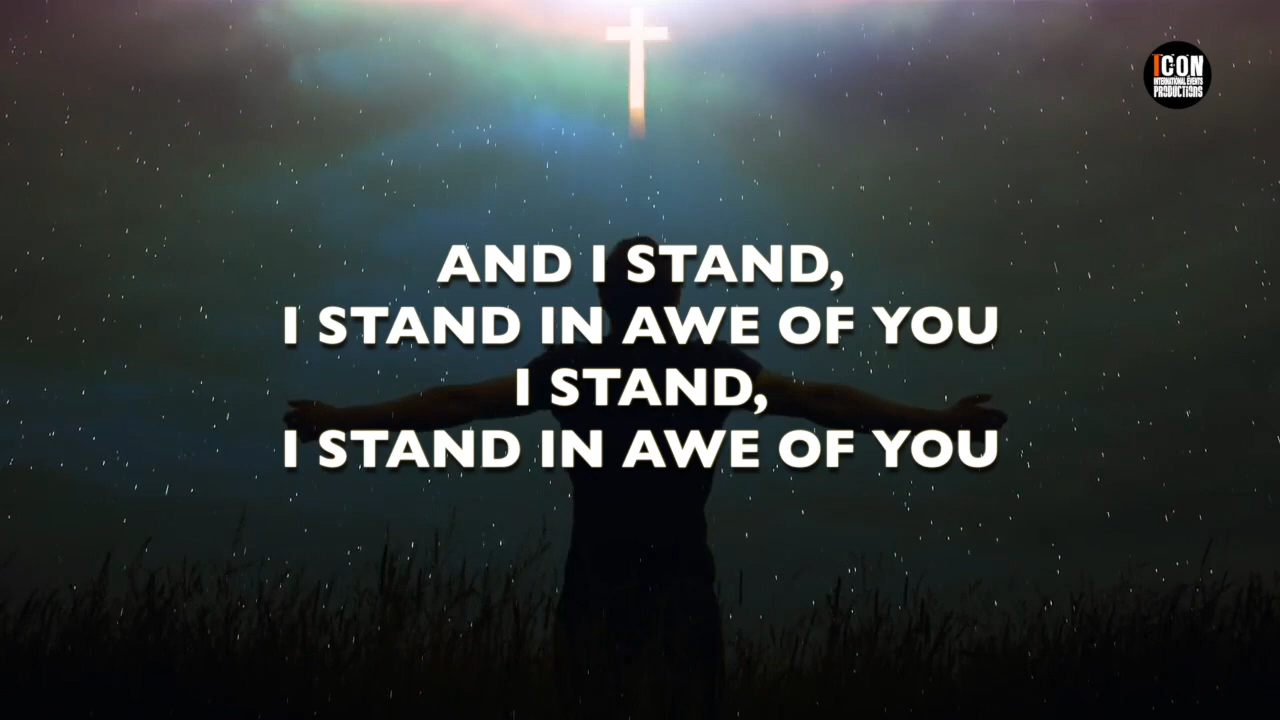 ICON
INTERNATIONAL EVENTS
PRODUCTIONS
AND I STAND,
I STAND IN AWE OF YOU
I STAND,
I STAND IN AWE OF YOU